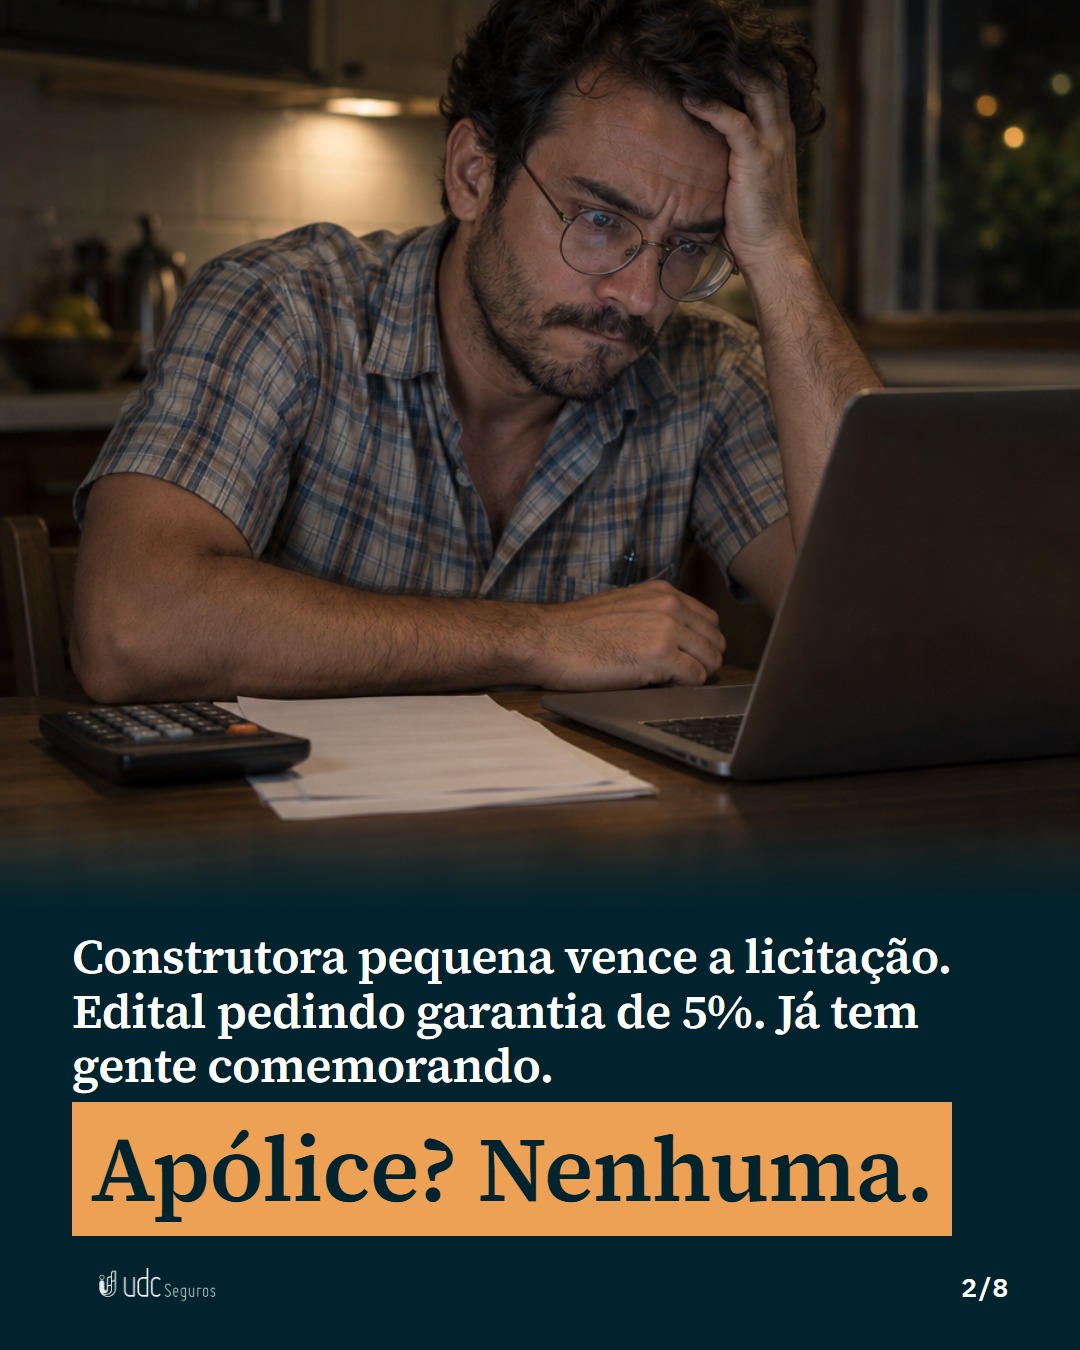 Construtora pequena vence a licitação.
Edital pedindo garantia de 5%. Já tem
gente comemorando.
Apólice? Nenhuma.
udc Seguros
2/8